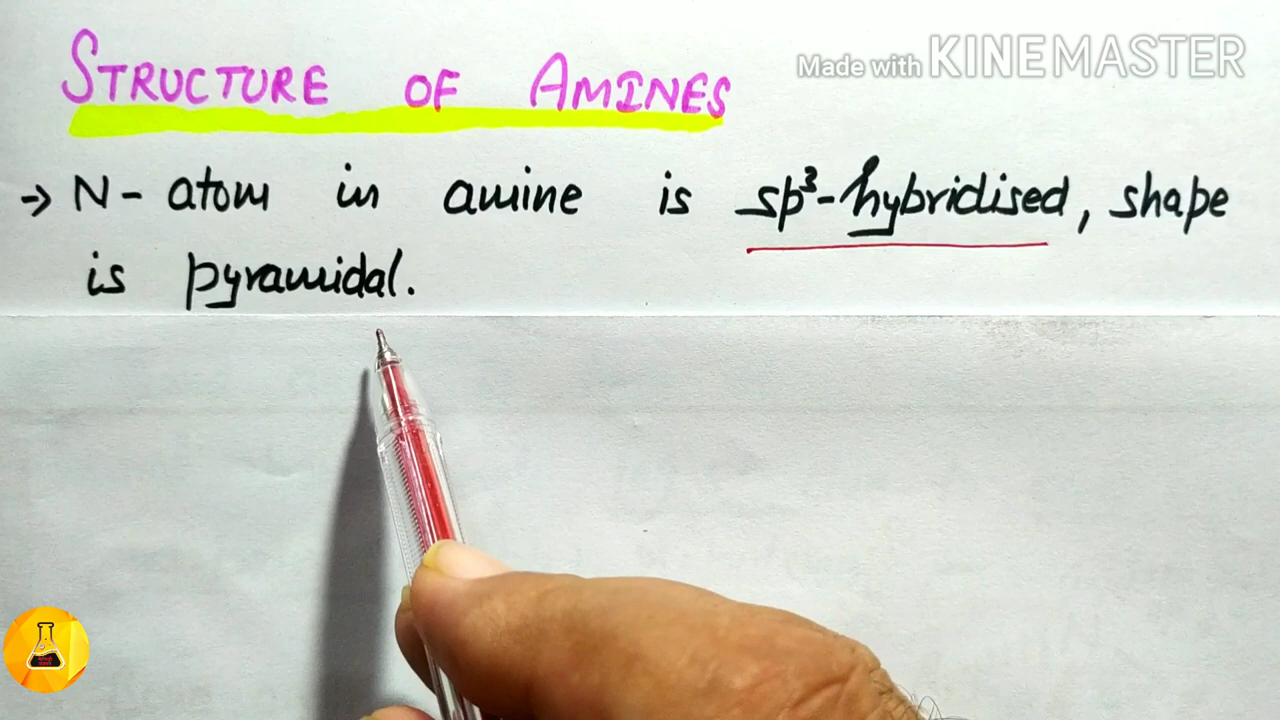 STRUCTURE OF AMINES
Made with KINEMASTER
→ N- atom in amine is sp³-hybridised, shape
is pyramidal.